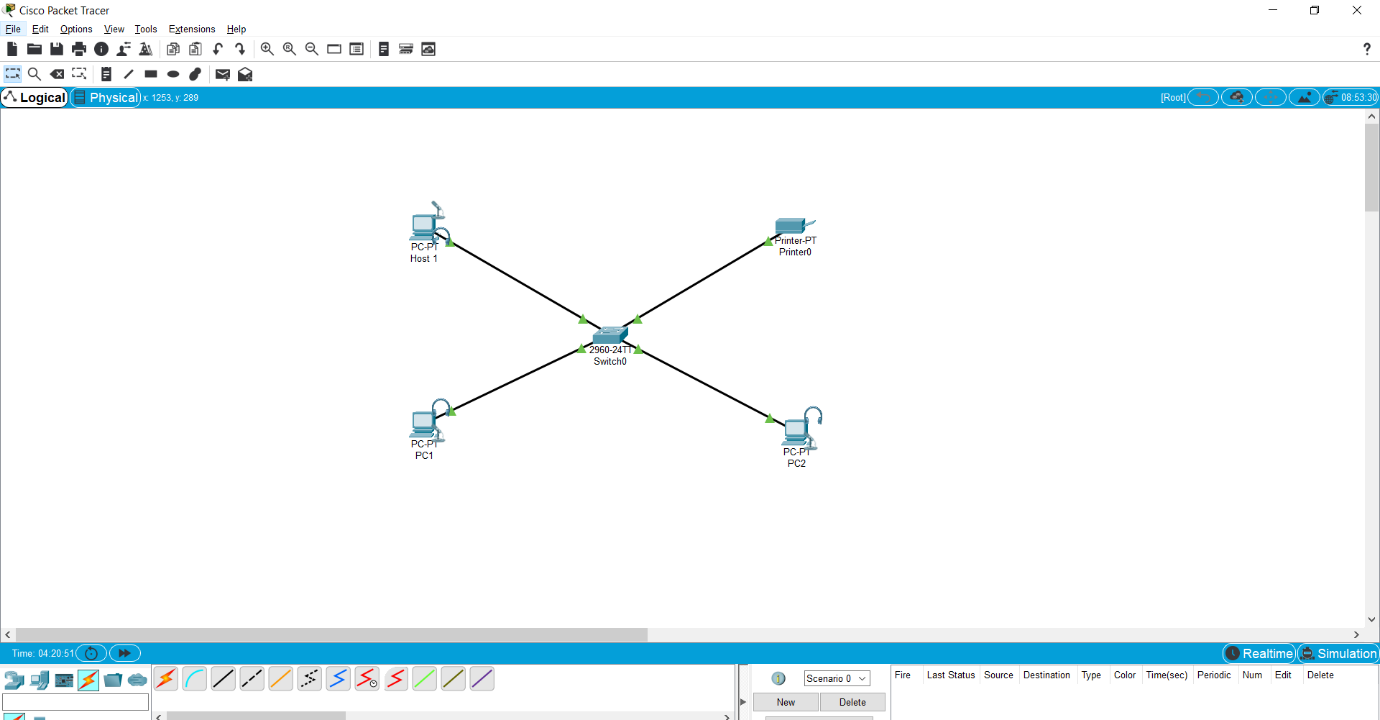 Cisco Packet Tracer
File Edit Options View Tools Extensions Help
?
Logical Physical x: 1253, y: 289 [Root] 08:53:30
PC-PT
Host 1
Printer-PT
Printer0
2960-24TT
Switch0
PC-PT
PC1
PC-PT
PC2
Time: 04:20:51 Realtime Simulation
Scenario 0 Fire Last Status Source Destination Type Color Time(sec) Periodic Num Edit Delete
New Delete